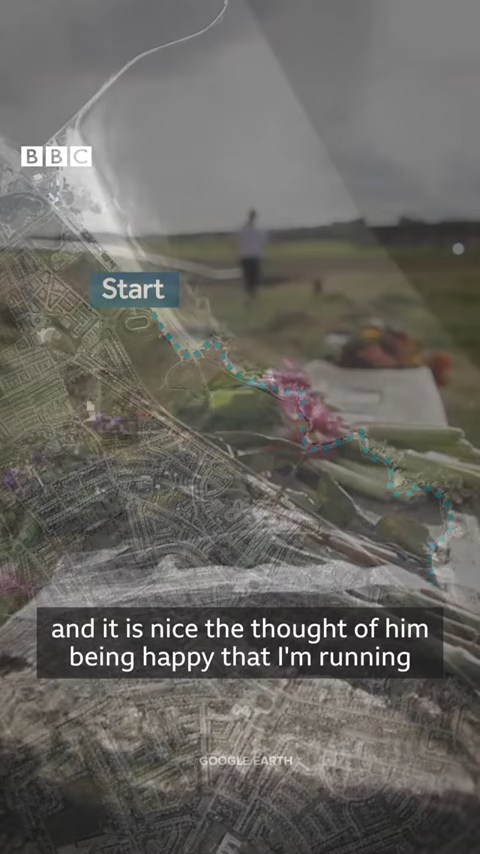 BBC
Start
and it is nice the thought of him
being happy that I'm running
GOOGLE EARTH